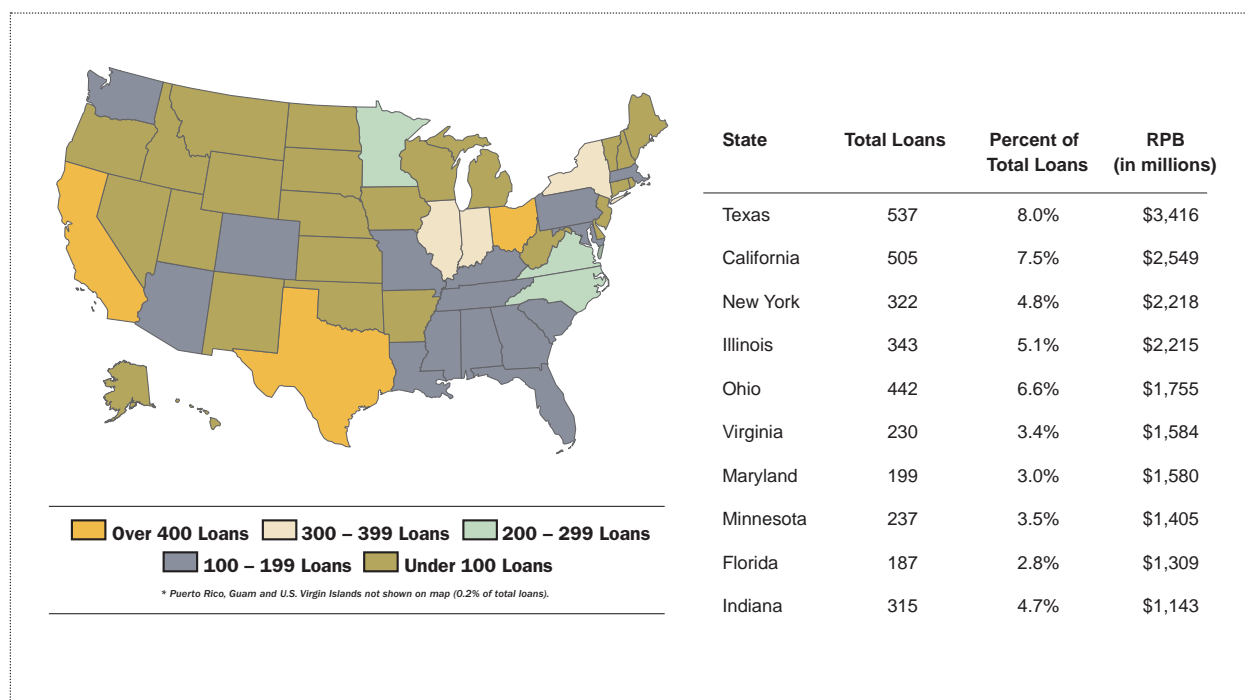 Over 400 Loans 300 – 399 Loans 200 – 299 Loans
100 – 199 Loans Under 100 Loans
* Puerto Rico, Guam and U.S. Virgin Islands not shown on map (0.2% of total loans).
State Total Loans Percent of Total Loans RPB (in millions)
Texas 537 8.0% $3,416
California 505 7.5% $2,549
New York 322 4.8% $2,218
Illinois 343 5.1% $2,215
Ohio 442 6.6% $1,755
Virginia 230 3.4% $1,584
Maryland 199 3.0% $1,580
Minnesota 237 3.5% $1,405
Florida 187 2.8% $1,309
Indiana 315 4.7% $1,143